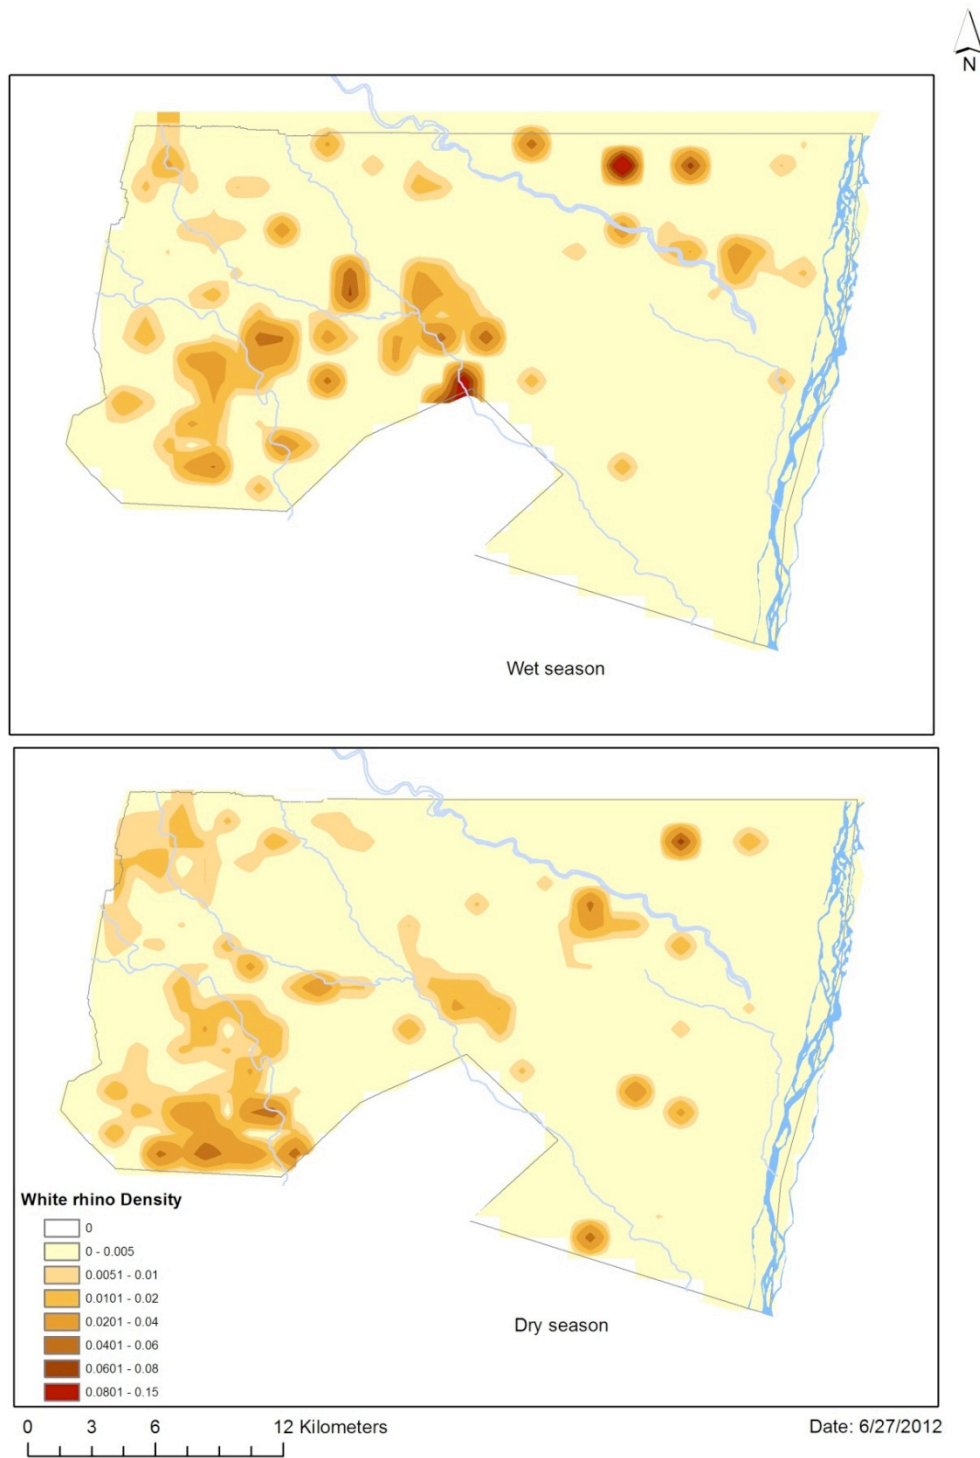 N
Wet season
White rhino Density
0
0 - 0.005
0.0051 - 0.01
0.0101 - 0.02
0.0201 - 0.04
0.0401 - 0.06
0.0601 - 0.08
0.0801 - 0.15
Dry season
0 3 6 12 Kilometers
Date: 6/27/2012